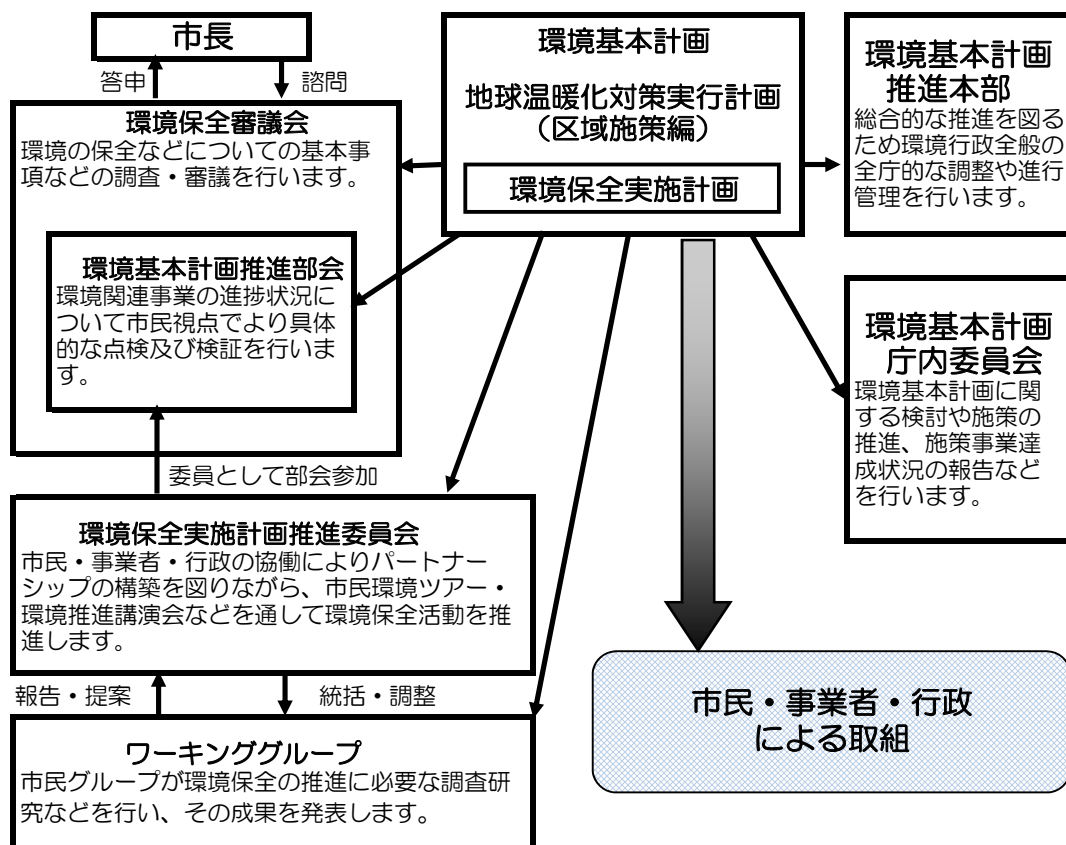 市長
答申
諮問
環境保全審議会
環境の保全などについての基本事
項などの調査・審議を行います。
環境基本計画推進部会
環境関連事業の進捗状況に
ついて市民視点でより具体
的な点検及び検証を行いま
す。
委員として部会参加
環境保全実施計画推進委員会
市民・事業者・行政の協働によりパートナー
シップの構築を図りながら、市民環境ツアー・
環境推進講演会などを通して環境保全活動を推
進します。
報告・提案
統括・調整
ワーキンググループ
市民グループが環境保全の推進に必要な調査研
究などを行い、その成果を発表します。
環境基本計画
地球温暖化対策実行計画
（区域施策編）
環境保全実施計画
環境基本計画
推進本部
総合的な推進を図る
ため環境行政全般の
全庁的な調整や進行
管理を行います。
環境基本計画
庁内委員会
環境基本計画に関
する検討や施策の
推進、施策事業達
成状況の報告など
を行います。
市民・事業者・行政
による取組